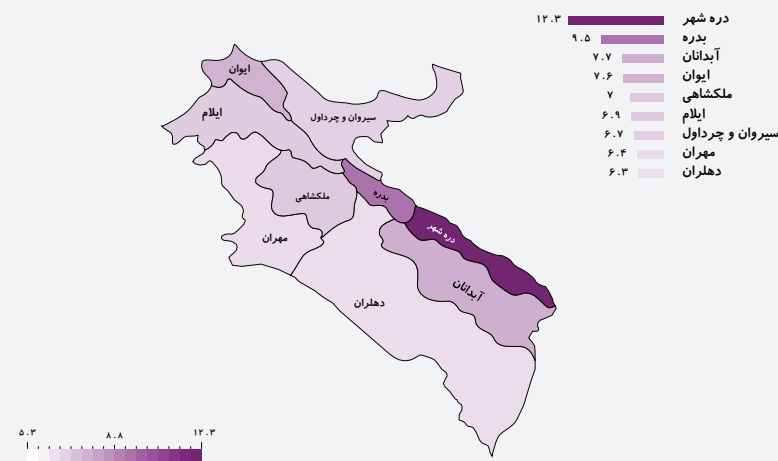 دره شهر ۱۲.۳
بدره ۹.۵
آبدانان ۷.۷
ایوان ۷.۶
ملکشاهی ۷
ایلام ۶.۹
سیروان و چرداول ۶.۷
مهران ۶.۴
دهلران ۶.۳
ایوان
ایلام
سیروان و چرداول
ملکشاهی
بدره
مهران
دره شهر
آبدانان
دهلران
۵.۳ ۸.۸ ۱۲.۳